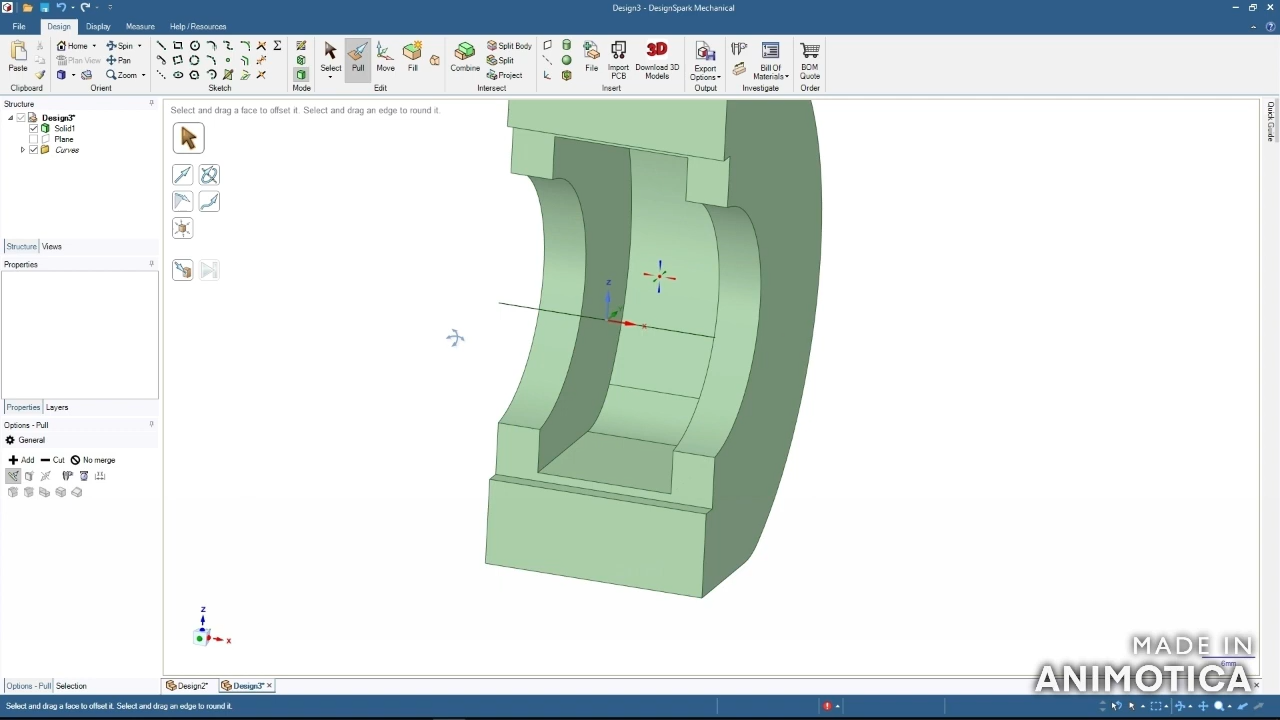 Design3 - DesignSpark Mechanical
File Design Display Measure Help /Resources
Paste
Home
Plan View
Spin
Pan
Zoom
Select
Pull
Move
Fill
Combine
Split Body
Split
Project
File
Import PCB
3D
Download 3D Models
Export Options
Bill Of Materials
BOM Quote
Clipboard Orient Sketch Mode Edit Intersect Insert Output Investigate Order
Structure
Design3*
Solid1
Plane
Curves
Structure Views
Properties
Properties Layers
Options - Pull
General
Add Cut No merge
Options - Pull Selection
Select and drag a face to offset it. Select and drag an edge to round it.
Z
X
Z
X
Quick Guide
6mm
MADE IN
ANIMOTICA
Design2* Design3*
Select and drag a face to offset it. Select and drag an edge to round it.